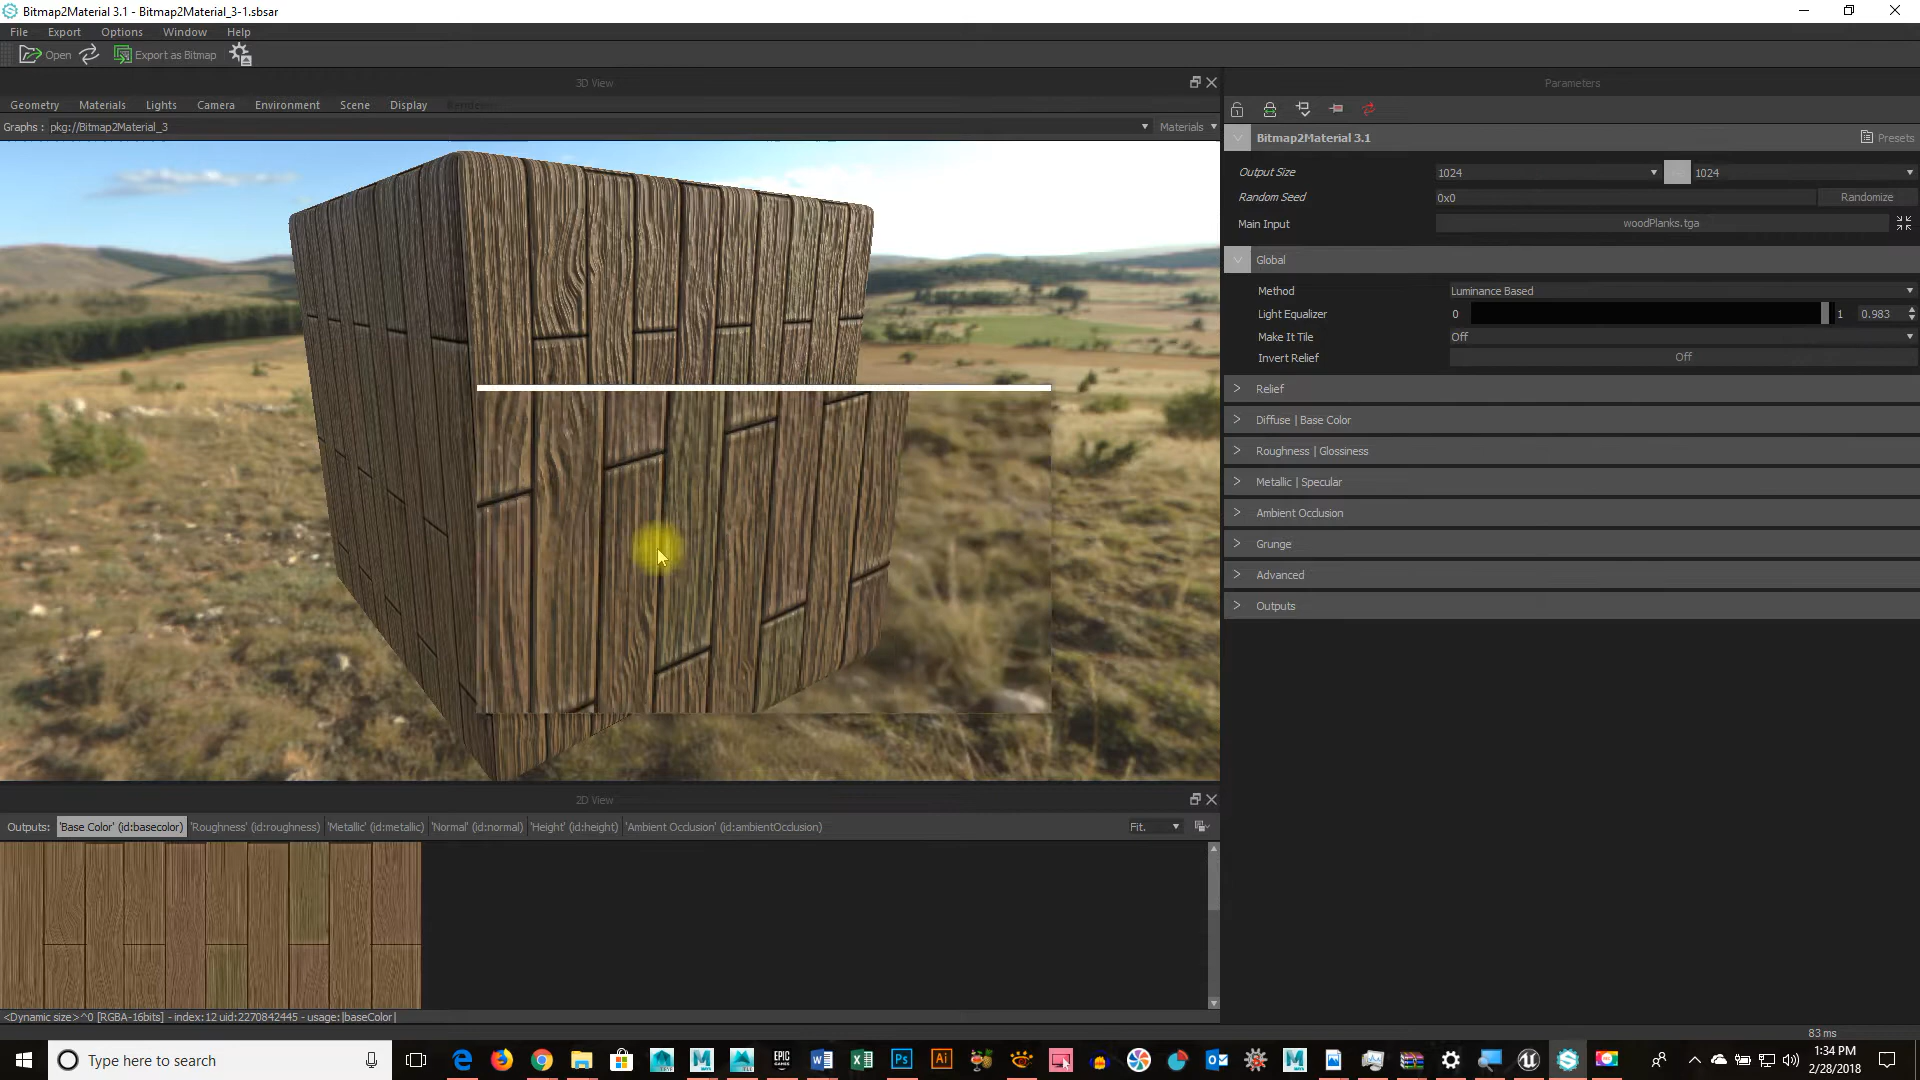 Bitmap2Material 3.1 - Bitmap2Material_3-1.sbsar
File Export Options Window Help
Open Export as Bitmap
3D View
Parameters
Geometry Materials Lights Camera Environment Scene Display
Graphs : pkg://Bitmap2Material_3 Materials
Bitmap2Material 3.1 Presets
Output Size 1024 1024
Random Seed 0x0 Randomize
Main Input woodPlanks.tga
Global
Method Luminance Based
Light Equalizer 0 1 0.983
Make It Tile Off
Invert Relief Off
Relief
Diffuse | Base Color
Roughness | Glossiness
Metallic | Specular
Ambient Occlusion
Grunge
Advanced
Outputs
2D View
Outputs: 'Base Color' (id:basecolor) 'Roughness' (id:roughness) 'Metallic' (id:metallic) 'Normal' (id:normal) 'Height' (id:height) 'Ambient Occlusion' (id:ambientOcclusion) Fit.
<Dynamic size>^0 [RGBA-16bits] - index:12 uid:2270842445 - usage:|baseColor|
83 ms
Type here to search
EPIC GAMES
Ps
Ai
1:34 PM
2/28/2018